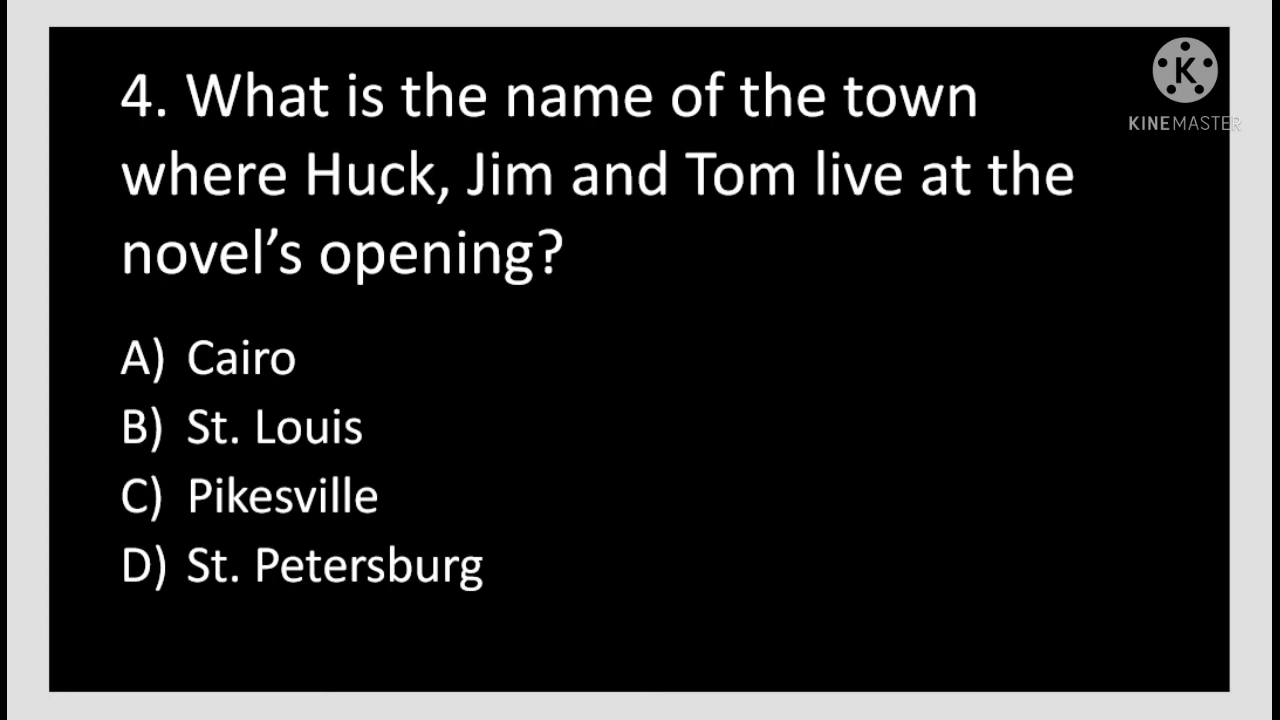 4. What is the name of the town
where Huck, Jim and Tom live at the
novel’s opening?
A) Cairo
B) St. Louis
C) Pikesville
D) St. Petersburg
K
KINEMASTER